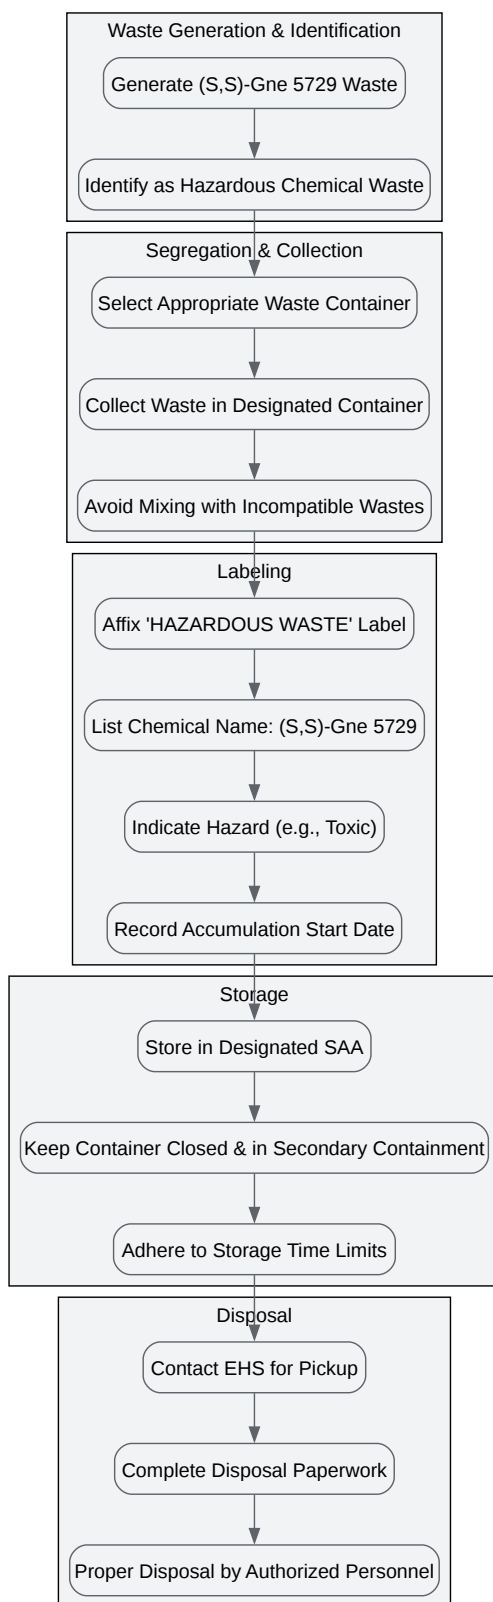 Waste Generation & Identification
Generate (S,S)-Gne 5729 Waste
Identify as Hazardous Chemical Waste
Segregation & Collection
Select Appropriate Waste Container
Collect Waste in Designated Container
Avoid Mixing with Incompatible Wastes
Labeling
Affix 'HAZARDOUS WASTE' Label
List Chemical Name: (S,S)-Gne 5729
Indicate Hazard (e.g., Toxic)
Record Accumulation Start Date
Storage
Store in Designated SAA
Keep Container Closed & in Secondary Containment
Adhere to Storage Time Limits
Disposal
Contact EHS for Pickup
Complete Disposal Paperwork
Proper Disposal by Authorized Personnel